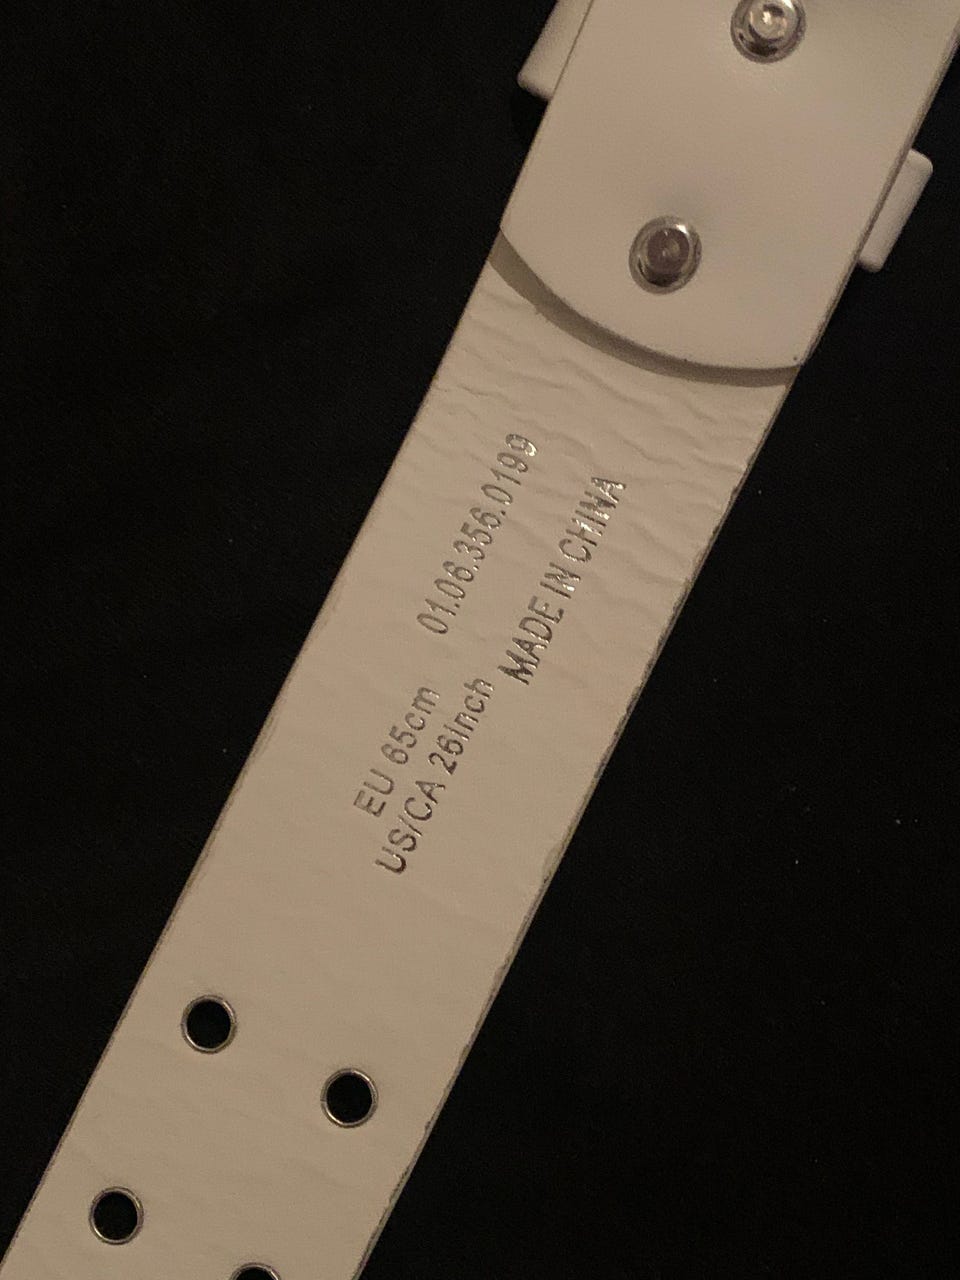 EU 65cm 01.06.356.0199
US/CA 26inch MADE IN CHINA